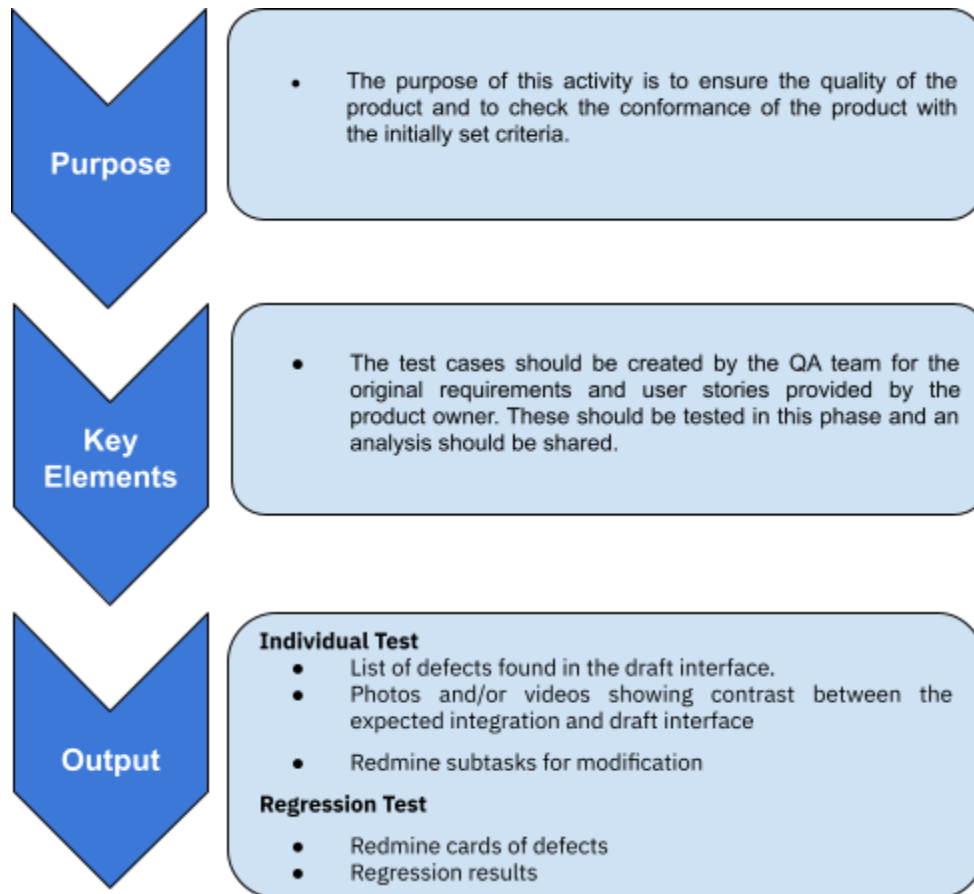 Purpose
• The purpose of this activity is to ensure the quality of the
product and to check the conformance of the product with
the initially set criteria.
Key
Elements
● The test cases should be created by the QA team for the
original requirements and user stories provided by the
product owner. These should be tested in this phase and an
analysis should be shared.
Output
Individual Test
● List of defects found in the draft interface.
● Photos and/or videos showing contrast between the
expected integration and draft interface
● Redmine subtasks for modification
Regression Test
● Redmine cards of defects
● Regression results